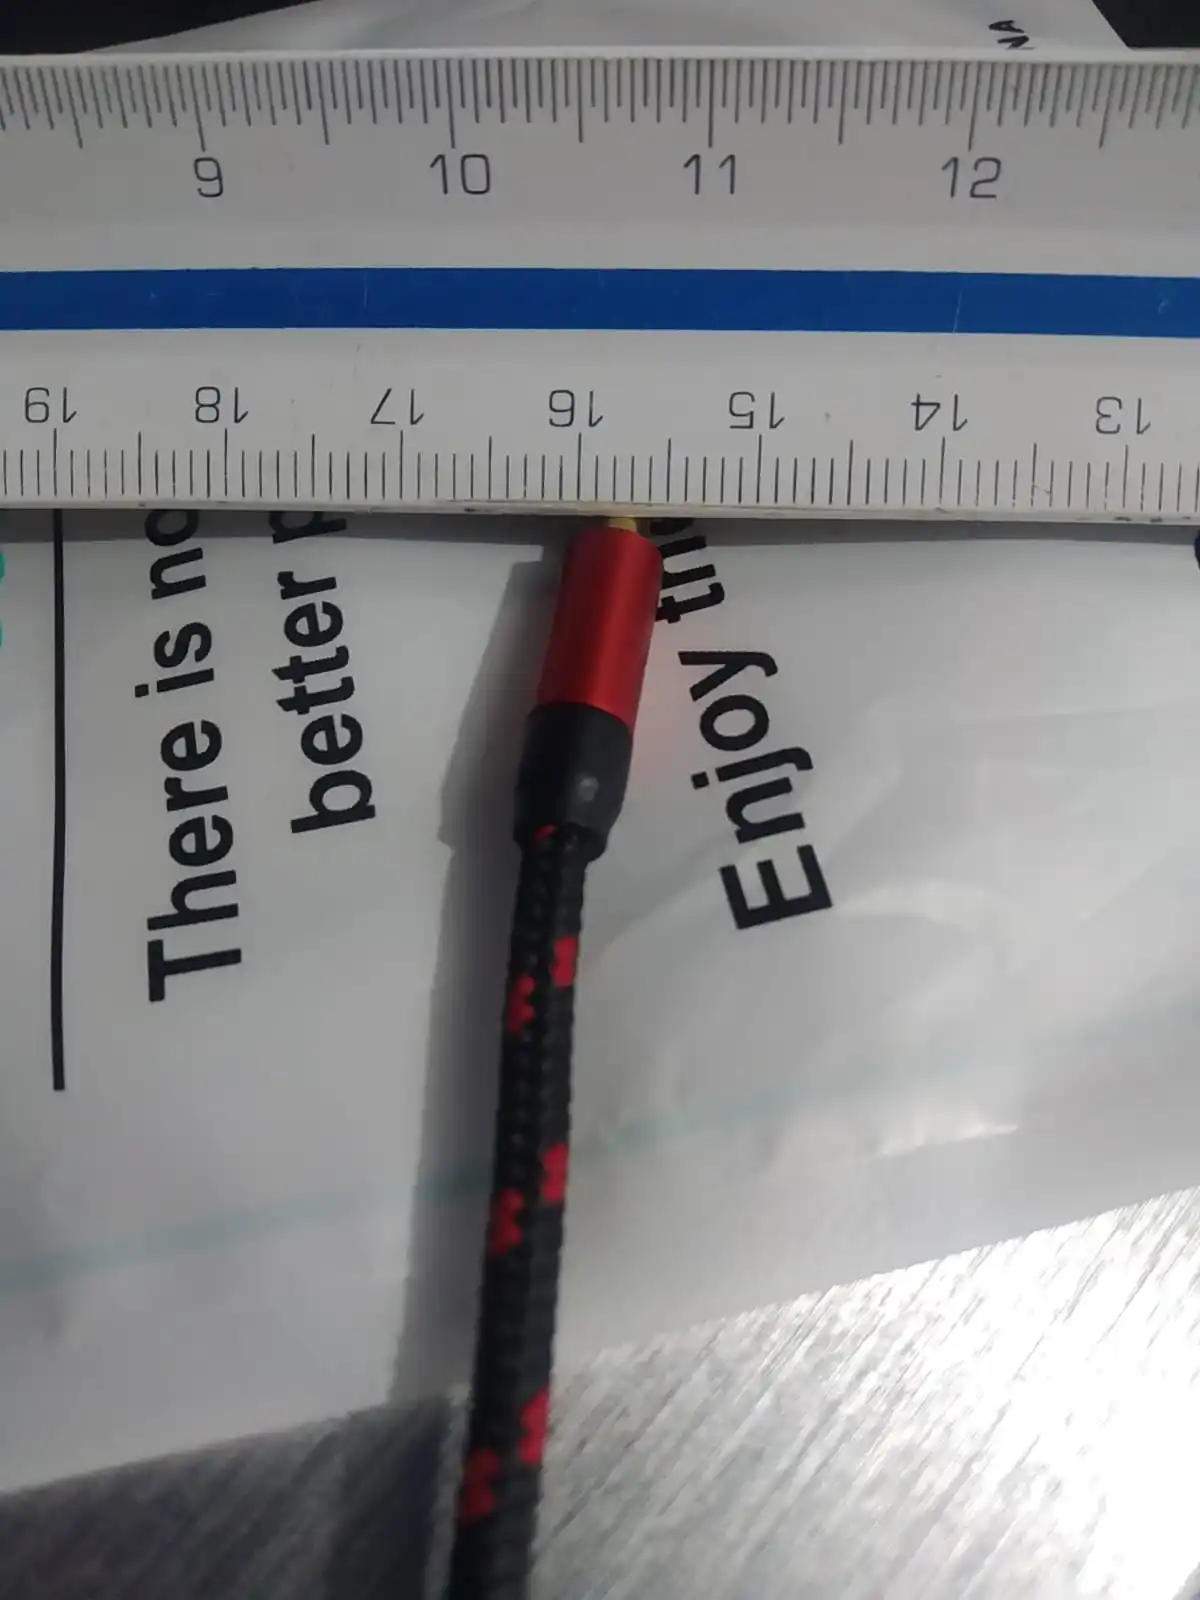 9 10 11 12
19 18 17 16 15 14 13
There is no
better
Enjoy